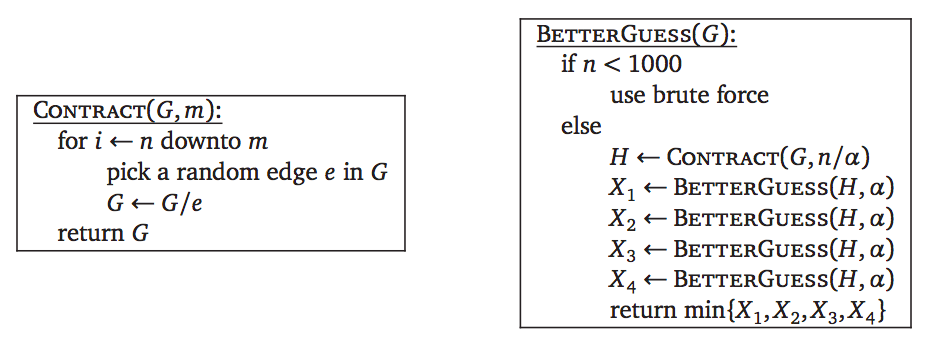 CONTRACT(G, m):
for i ← n downto m
pick a random edge e in G
G ← G/e
return G
BETTERGUESS(G):
if n < 1000
use brute force
else
H ← CONTRACT(G, n/α)
X₁ ← BETTERGUESS(H, α)
X₂ ← BETTERGUESS(H, α)
X₃ ← BETTERGUESS(H, α)
X₄ ← BETTERGUESS(H, α)
return min{X₁, X₂, X₃, X₄}